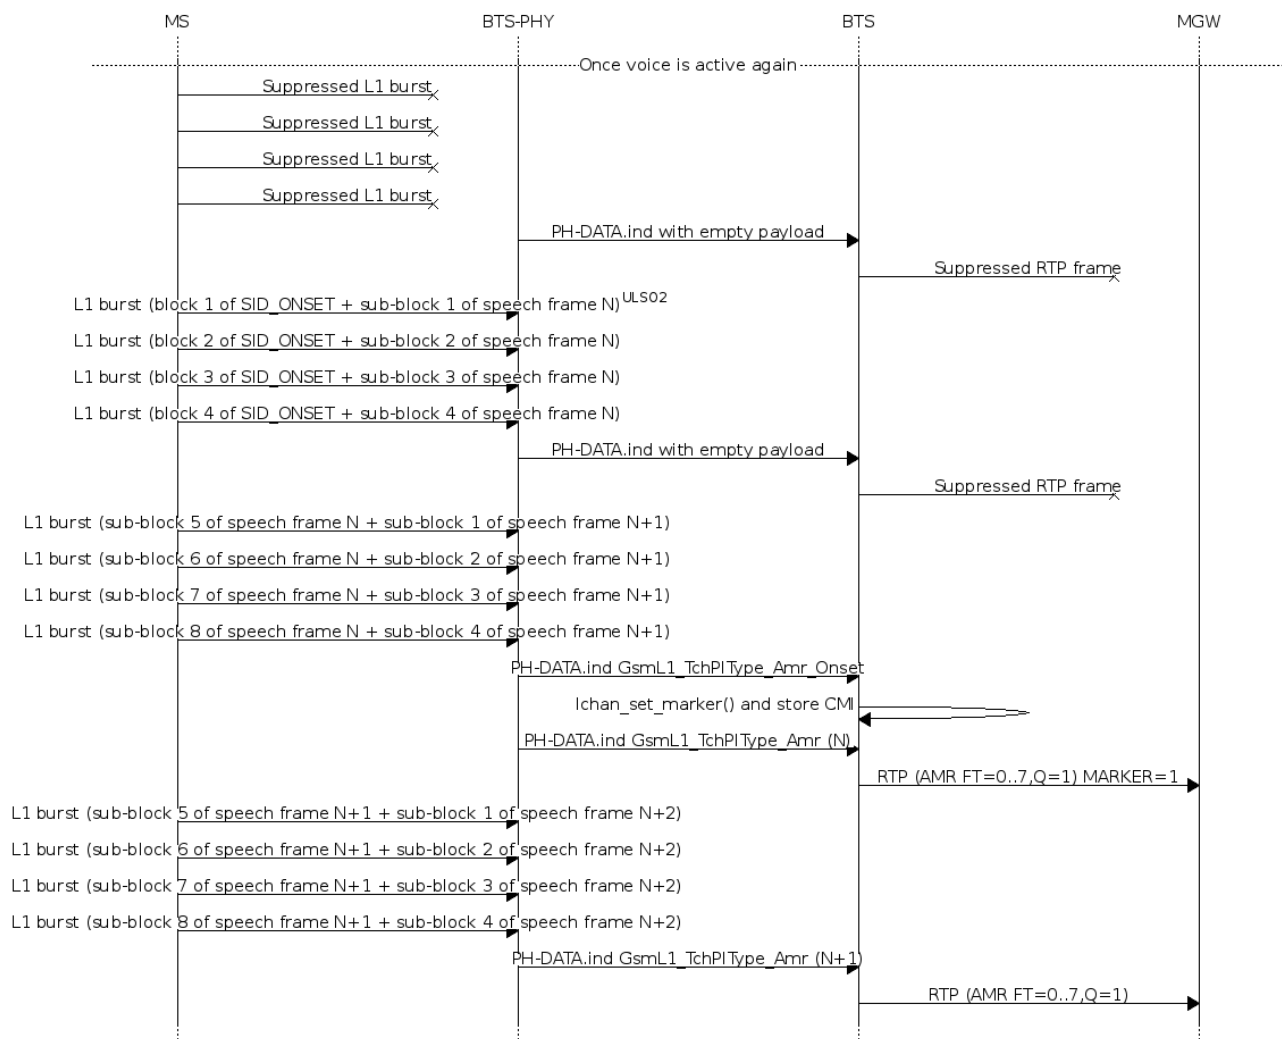 MS BTS-PHY BTS MGW
Once voice is active again
Suppressed L1 burst
Suppressed L1 burst
Suppressed L1 burst
Suppressed L1 burst
PH-DATA.ind with empty payload
Suppressed RTP frame
L1 burst (block 1 of SID_ONSET + sub-block 1 of speech frame N) ULS02
L1 burst (block 2 of SID_ONSET + sub-block 2 of speech frame N)
L1 burst (block 3 of SID_ONSET + sub-block 3 of speech frame N)
L1 burst (block 4 of SID_ONSET + sub-block 4 of speech frame N)
PH-DATA.ind with empty payload
Suppressed RTP frame
L1 burst (sub-block 5 of speech frame N + sub-block 1 of speech frame N+1)
L1 burst (sub-block 6 of speech frame N + sub-block 2 of speech frame N+1)
L1 burst (sub-block 7 of speech frame N + sub-block 3 of speech frame N+1)
L1 burst (sub-block 8 of speech frame N + sub-block 4 of speech frame N+1)
PH-DATA.ind GsmL1_TchPlType_Amr_Onset
lchan_set_marker() and store CMI
PH-DATA.ind GsmL1_TchPlType_Amr (N)
RTP (AMR FT=0..7,Q=1) MARKER=1
L1 burst (sub-block 5 of speech frame N+1 + sub-block 1 of speech frame N+2)
L1 burst (sub-block 6 of speech frame N+1 + sub-block 2 of speech frame N+2)
L1 burst (sub-block 7 of speech frame N+1 + sub-block 3 of speech frame N+2)
L1 burst (sub-block 8 of speech frame N+1 + sub-block 4 of speech frame N+2)
PH-DATA.ind GsmL1_TchPlType_Amr (N+1)
RTP (AMR FT=0..7,Q=1)